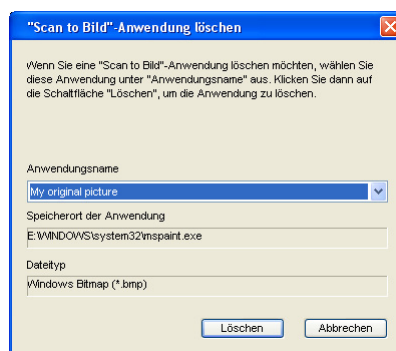 "Scan to Bild"-Anwendung löschen
Wenn Sie eine "Scan to Bild"-Anwendung löschen möchten, wählen Sie
diese Anwendung unter "Anwendungsname" aus. Klicken Sie dann auf
die Schaltfläche "Löschen", um die Anwendung zu löschen.
Anwendungsname
My original picture
Speicherort der Anwendung
E:\WINDOWS\system32\mspaint.exe
Dateityp
Windows Bitmap (*.bmp)
Löschen
Abbrechen